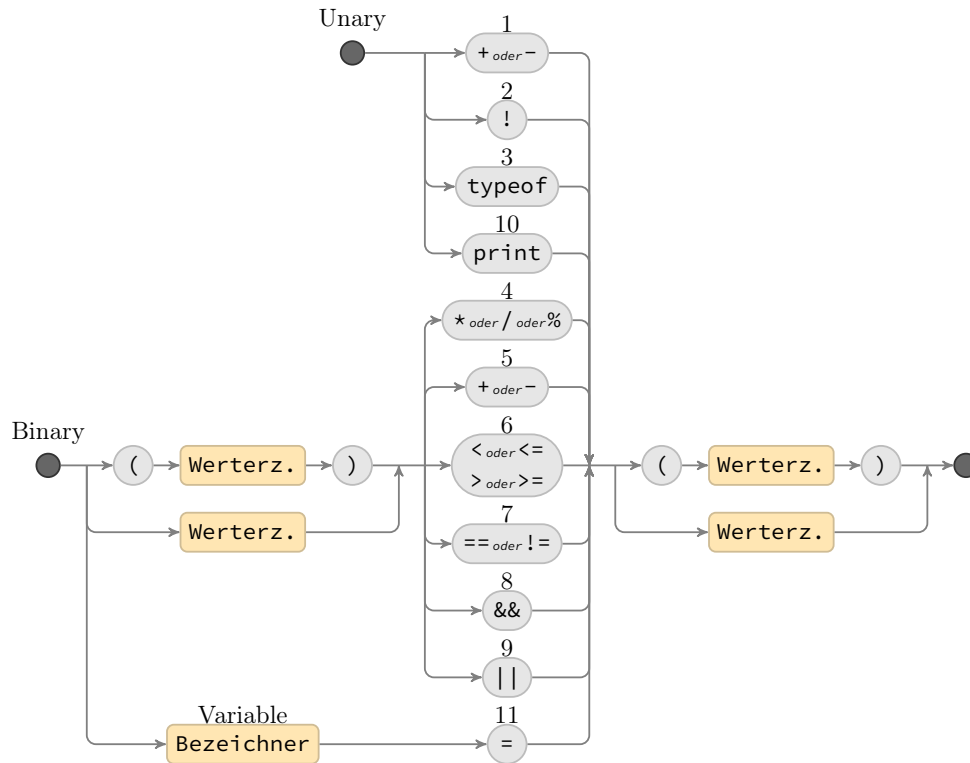 Unary
1
+ oder -
2
!
3
typeof
10
print
4
* oder / oder %
5
+ oder -
Binary
6
( Werterz. ) < oder <= ( Werterz. )
> oder >=
Werterz. Werterz.
7
== oder !=
8
&&
9
||
Variable 11
Bezeichner =